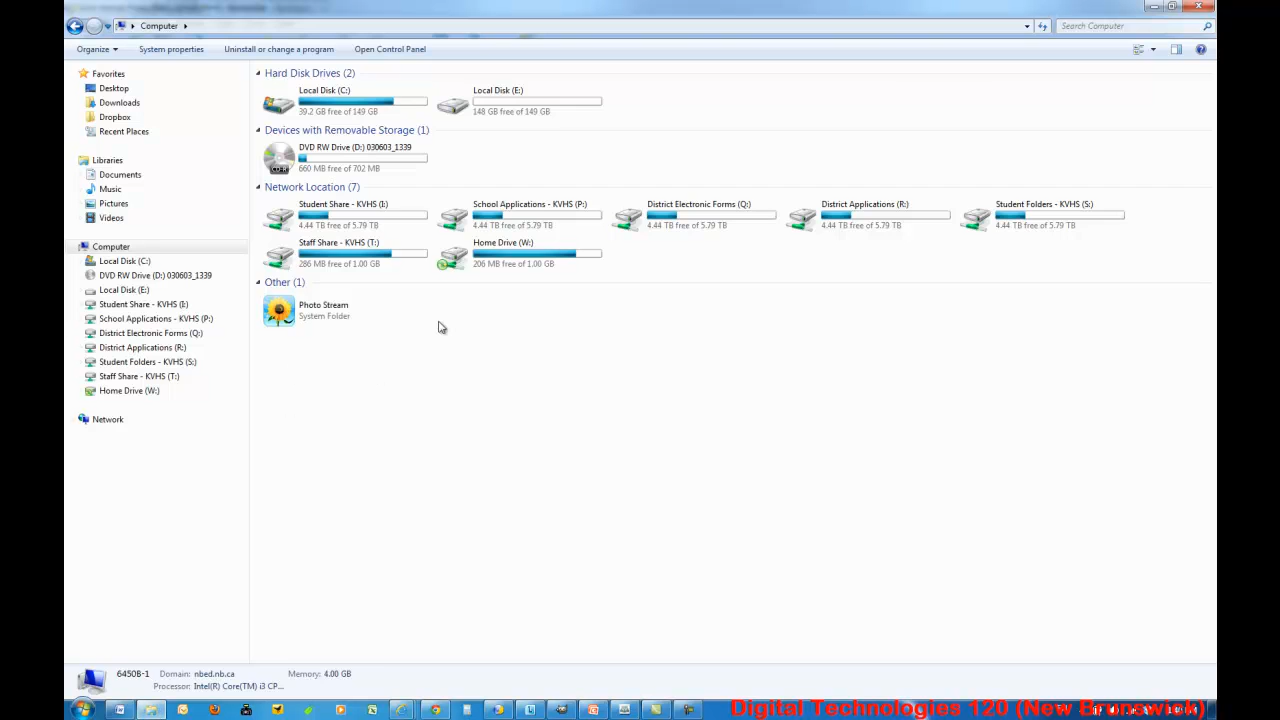 Computer
Search Computer
Organize
System properties
Uninstall or change a program
Open Control Panel
Favorites
Desktop
Downloads
Dropbox
Recent Places
Libraries
Documents
Music
Pictures
Videos
Computer
Local Disk (C:)
DVD RW Drive (D:) 030603_1339
Local Disk (E:)
Student Share - KVHS (I:)
School Applications - KVHS (P:)
District Electronic Forms (Q:)
District Applications (R:)
Student Folders - KVHS (S:)
Staff Share - KVHS (T:)
Home Drive (W:)
Network
Hard Disk Drives (2)
Local Disk (C:)
39.2 GB free of 149 GB
Local Disk (E:)
148 GB free of 149 GB
Devices with Removable Storage (1)
DVD RW Drive (D:) 030603_1339
660 MB free of 702 MB
CD-R
Network Location (7)
Student Share - KVHS (I:)
4.44 TB free of 5.79 TB
School Applications - KVHS (P:)
4.44 TB free of 5.79 TB
District Electronic Forms (Q:)
4.44 TB free of 5.79 TB
District Applications (R:)
4.44 TB free of 5.79 TB
Student Folders - KVHS (S:)
4.44 TB free of 5.79 TB
Staff Share - KVHS (T:)
286 MB free of 1.00 GB
Home Drive (W:)
206 MB free of 1.00 GB
Other (1)
Photo Stream
System Folder
6450B-1
Domain: nbed.nb.ca
Memory: 4.00 GB
Processor: Intel(R) Core(TM) i3 CP...
Digital Technologies 120 (New Brunswick)